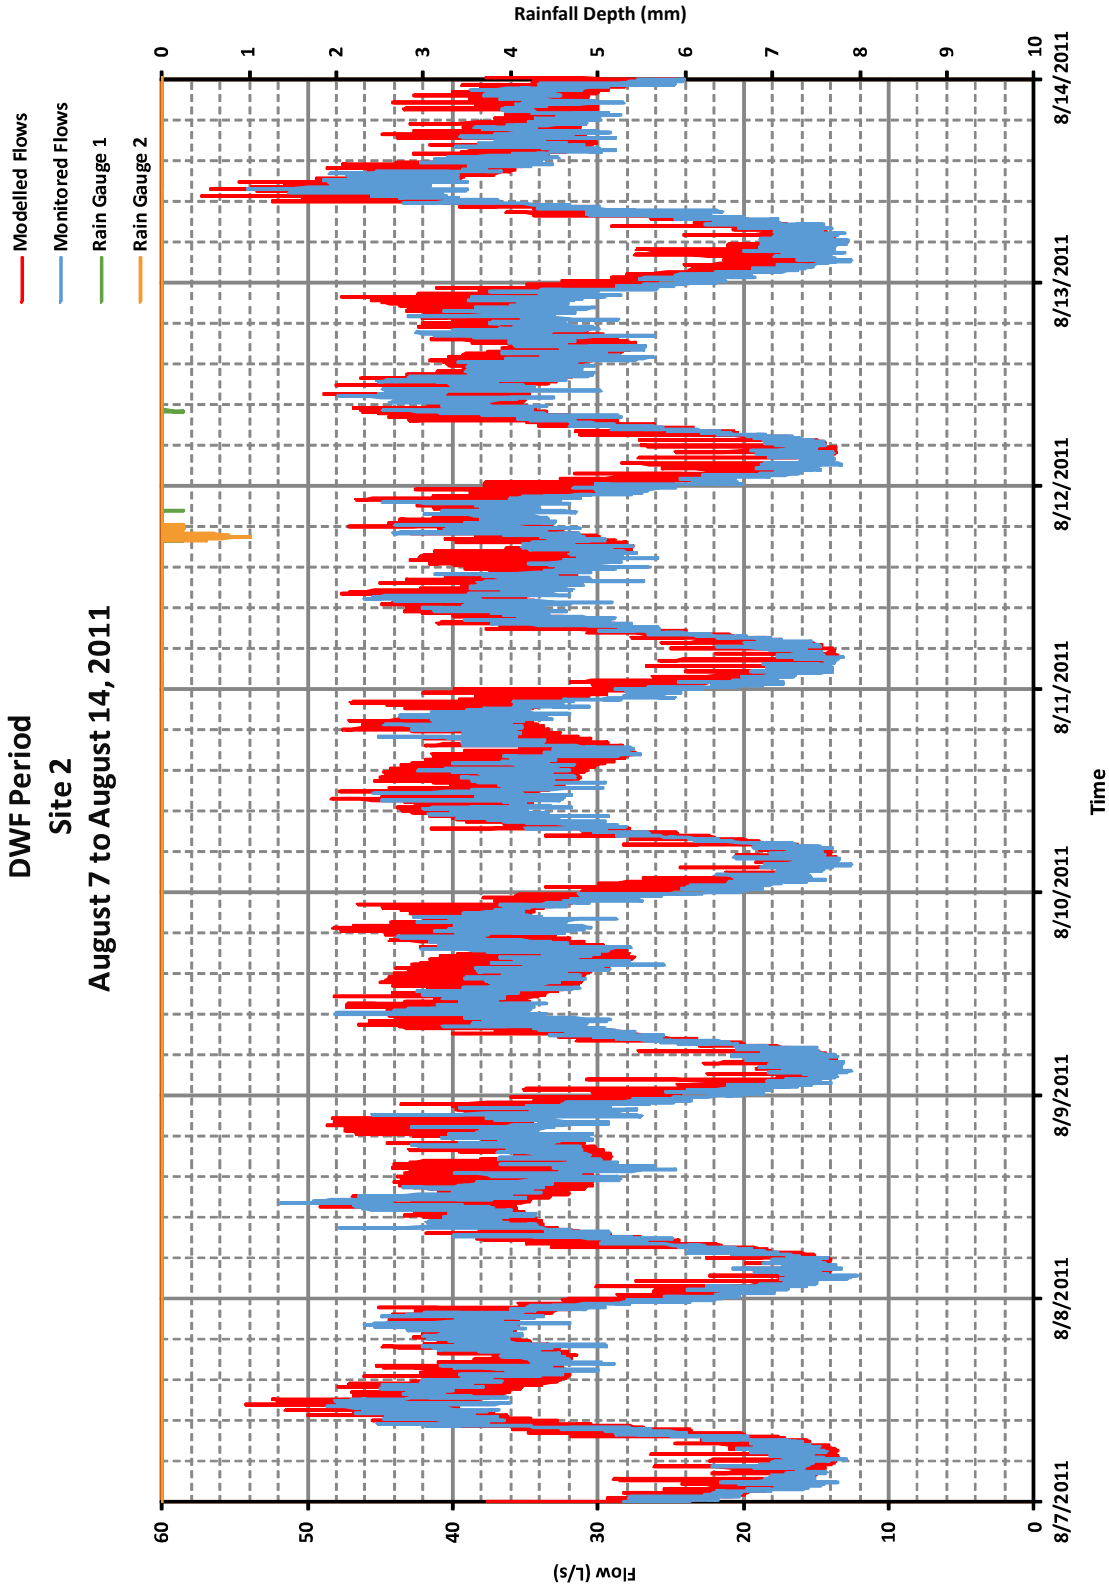 DWF Period
Site 2
August 7 to August 14, 2011
Modelled Flows
Monitored Flows
Rain Gauge 1
Rain Gauge 2
Flow (L/s)
60
50
40
30
20
10
0
Rainfall Depth (mm)
0
1
2
3
4
5
6
7
8
9
10
8/7/2011
8/8/2011
8/9/2011
8/10/2011
8/11/2011
8/12/2011
8/13/2011
8/14/2011
Time